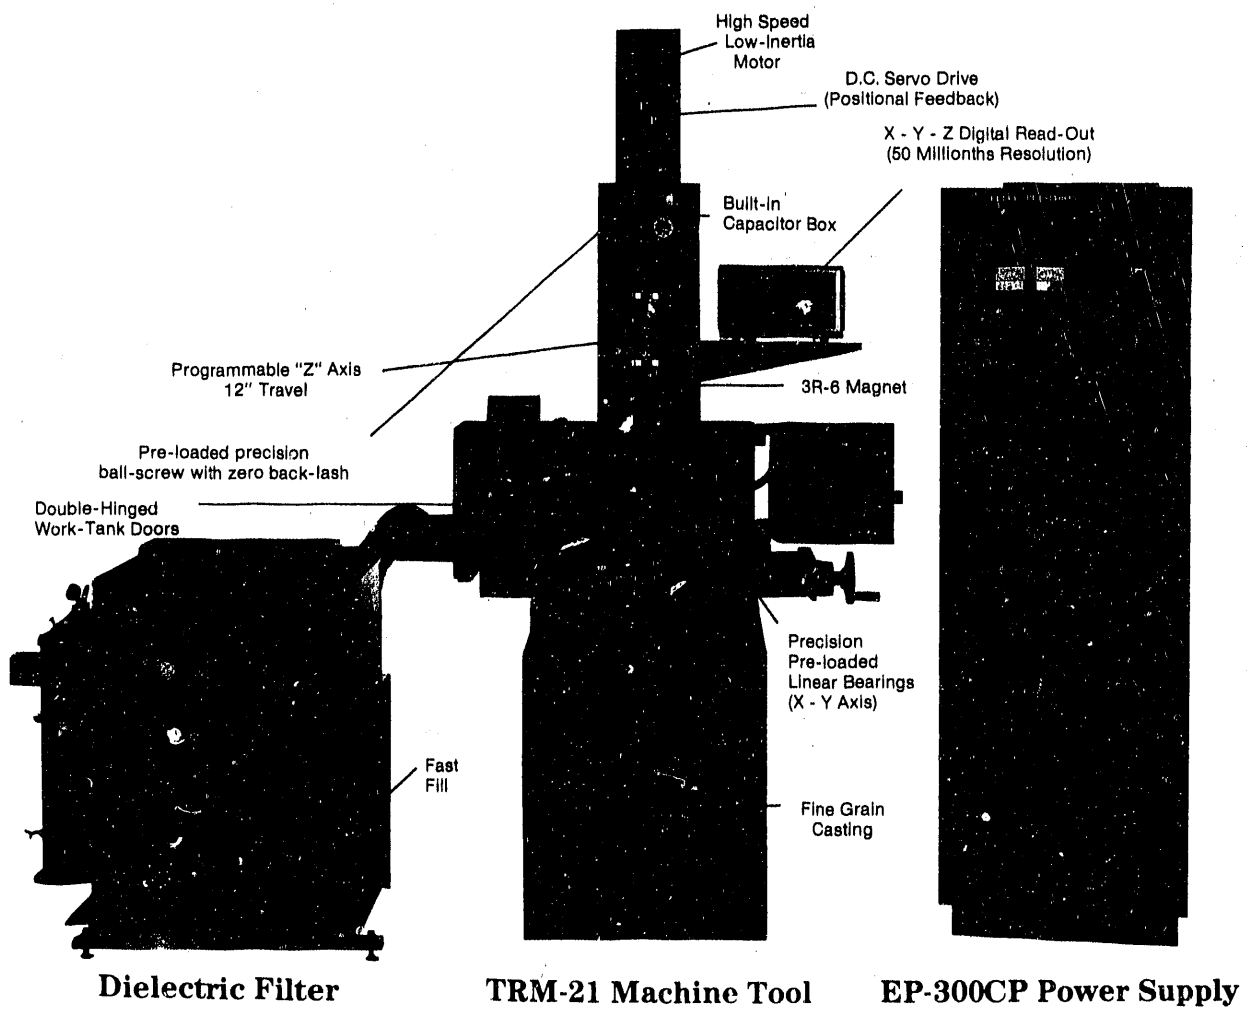 High Speed
Low-Inertia
Motor
D.C. Servo Drive
(Positional Feedback)
X - Y - Z Digital Read-Out
(50 Millionths Resolution)
Built-in
Capacitor Box
Programmable "Z" Axis
12" Travel
3R-6 Magnet
Pre-loaded precision
ball-screw with zero back-lash
Double-Hinged
Work-Tank Doors
Precision
Pre-loaded
Linear Bearings
(X - Y Axis)
Fast
Fill
Fine Grain
Casting
Dielectric Filter
TRM-21 Machine Tool
EP-300CP Power Supply